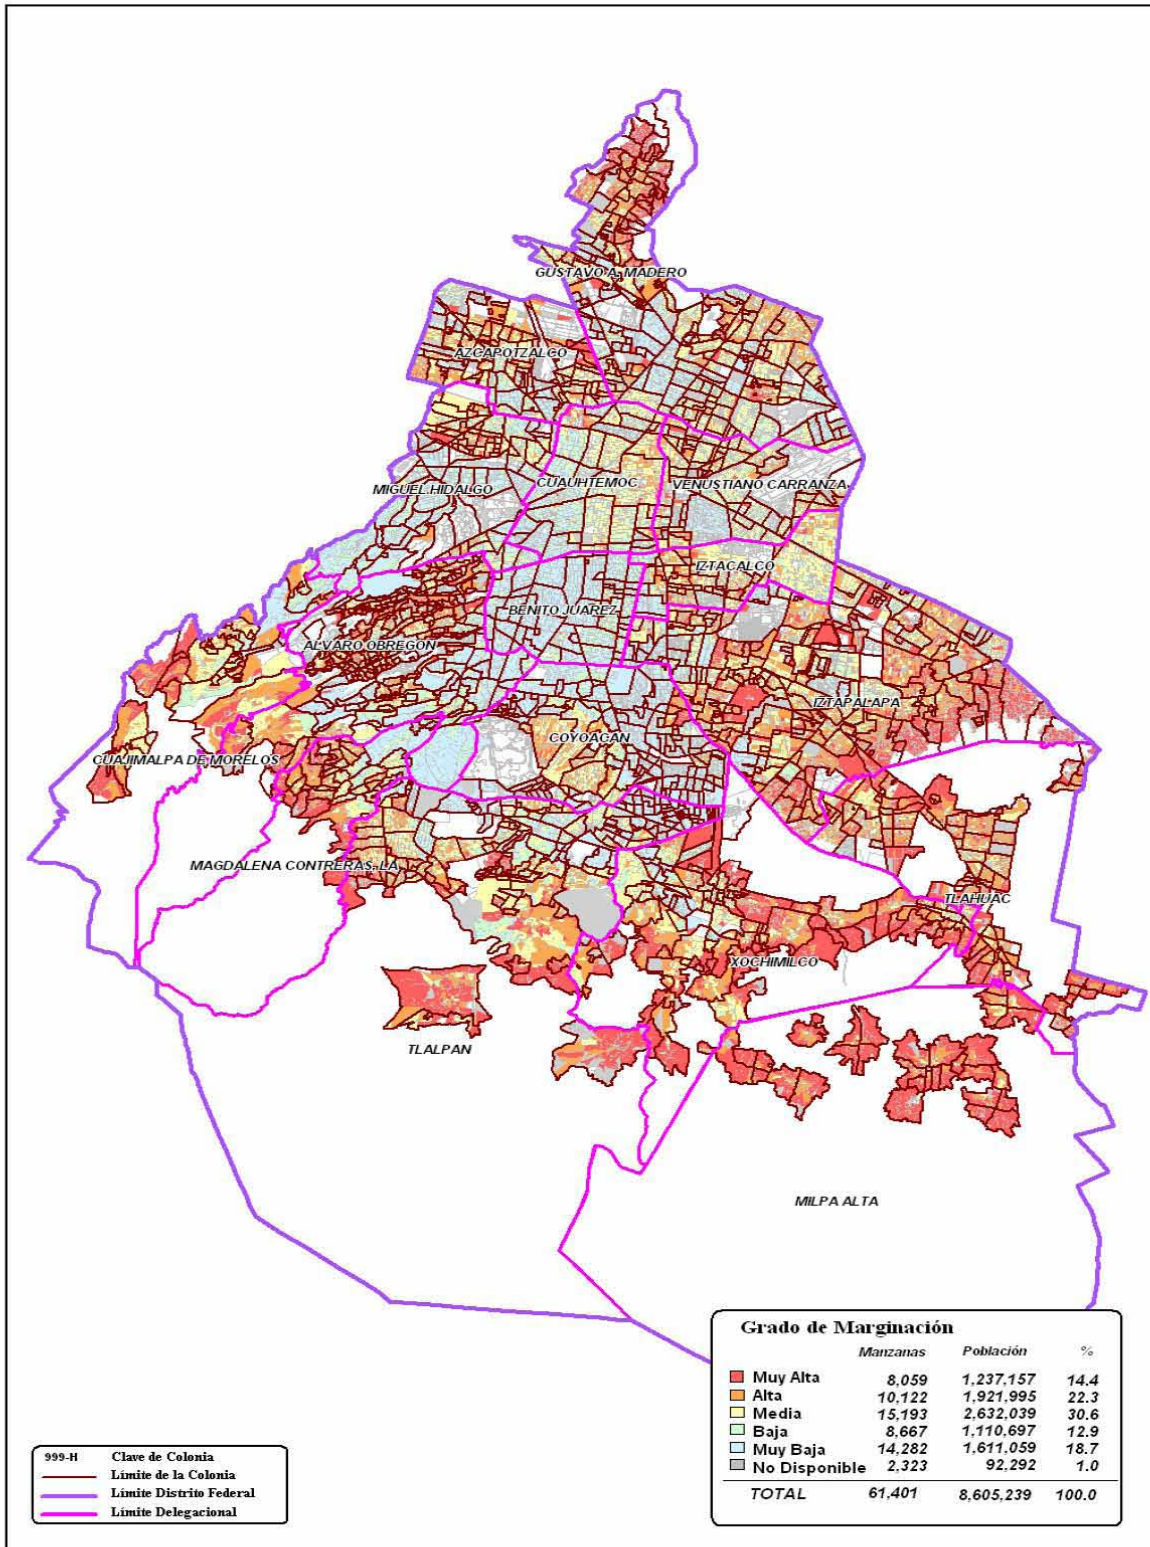 GUSTAVO A. MADERO
AZCAPOTZALCO
MIGUEL HIDALGO
CUAUHTEMOC
VENUSTIANO CARRANZA
IZTACALCO
BENITO JUAREZ
ALVARO OBREGON
IZTAPALAPA
COYOACAN
CUAJIMALPA DE MORELOS
MAGDALENA CONTRERAS, LA
TLAHUAC
XOCHIMILCO
TLALPAN
MILPA ALTA
Grado de Marginación
Manzanas Población %
Muy Alta 8,059 1,237,157 14.4
Alta 10,122 1,921,995 22.3
Media 15,193 2,632,039 30.6
Baja 8,667 1,110,697 12.9
Muy Baja 14,282 1,611,059 18.7
No Disponible 2,323 92,292 1.0
TOTAL 61,401 8,605,239 100.0
999-H Clave de Colonia
Límite de la Colonia
Límite Distrito Federal
Límite Delegacional